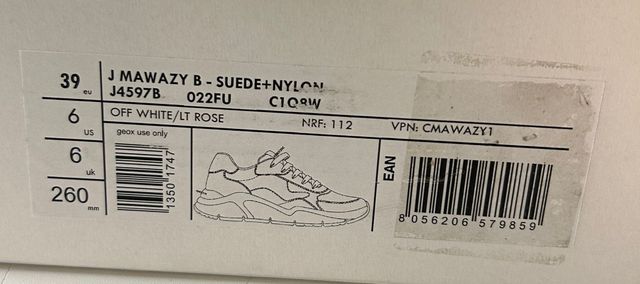 39 eu
6 US
6 uk
260 mm
J MAWAZY B - SUEDE+NYLON
J4597B 022FU C1Q8W
OFF WHITE/LT ROSE NRF: 112 VPN: CMAWAZY1
geox use only
1350 1747
EAN
8 056206 579859